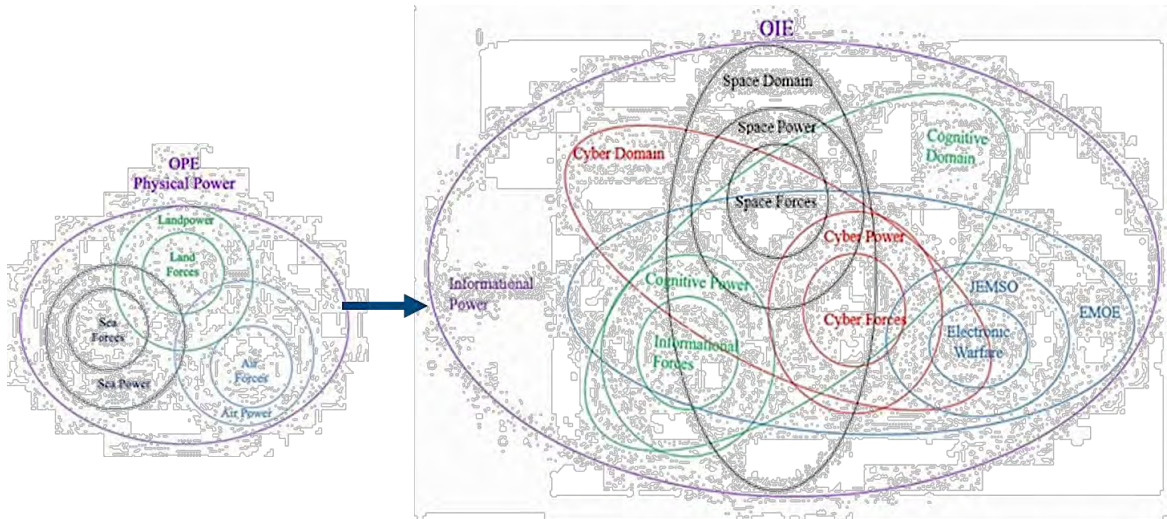 OPE
Physical Power
Landpower
Land
Forces
Sea
Forces
Sea Power
Air
Forces
Air Power
OIE
Space Domain
Space Power
Space Forces
Cyber Domain
Cognitive
Domain
Cyber Power
Cyber Forces
Informational
Power
Cognitive Power
Informational
Forces
JEMSO
EMOE
Electronic
Warfare